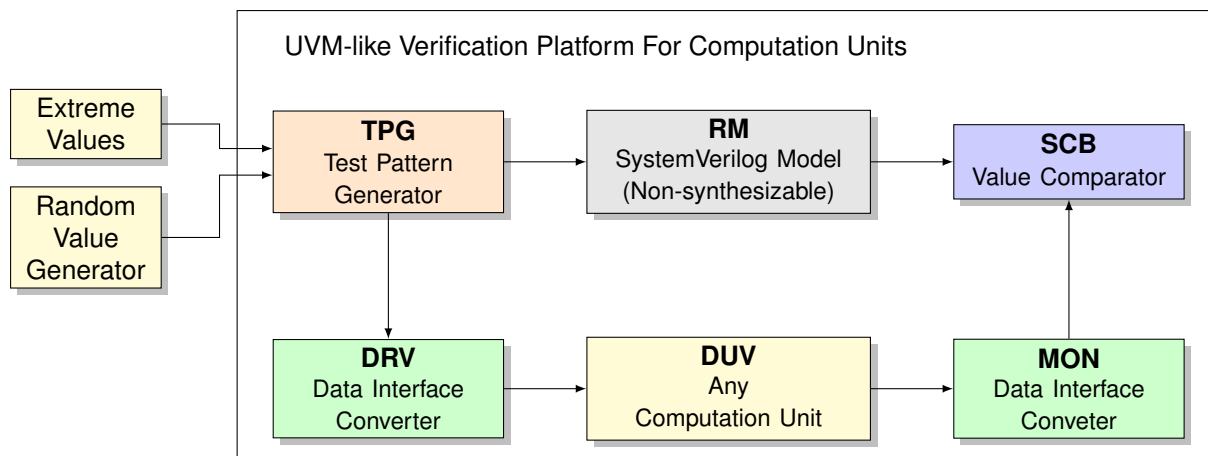 UVM-like Verification Platform For Computation Units
Extreme
Values
Random
Value
Generator
TPG
Test Pattern
Generator
RM
SystemVerilog Model
(Non-synthesizable)
SCB
Value Comparator
DRV
Data Interface
Converter
DUV
Any
Computation Unit
MON
Data Interface
Conveter